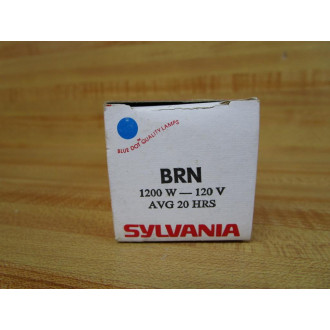 BLUE DOT QUALITY LAMPS
BRN
1200 W — 120 V
AVG 20 HRS
SYLVANIA